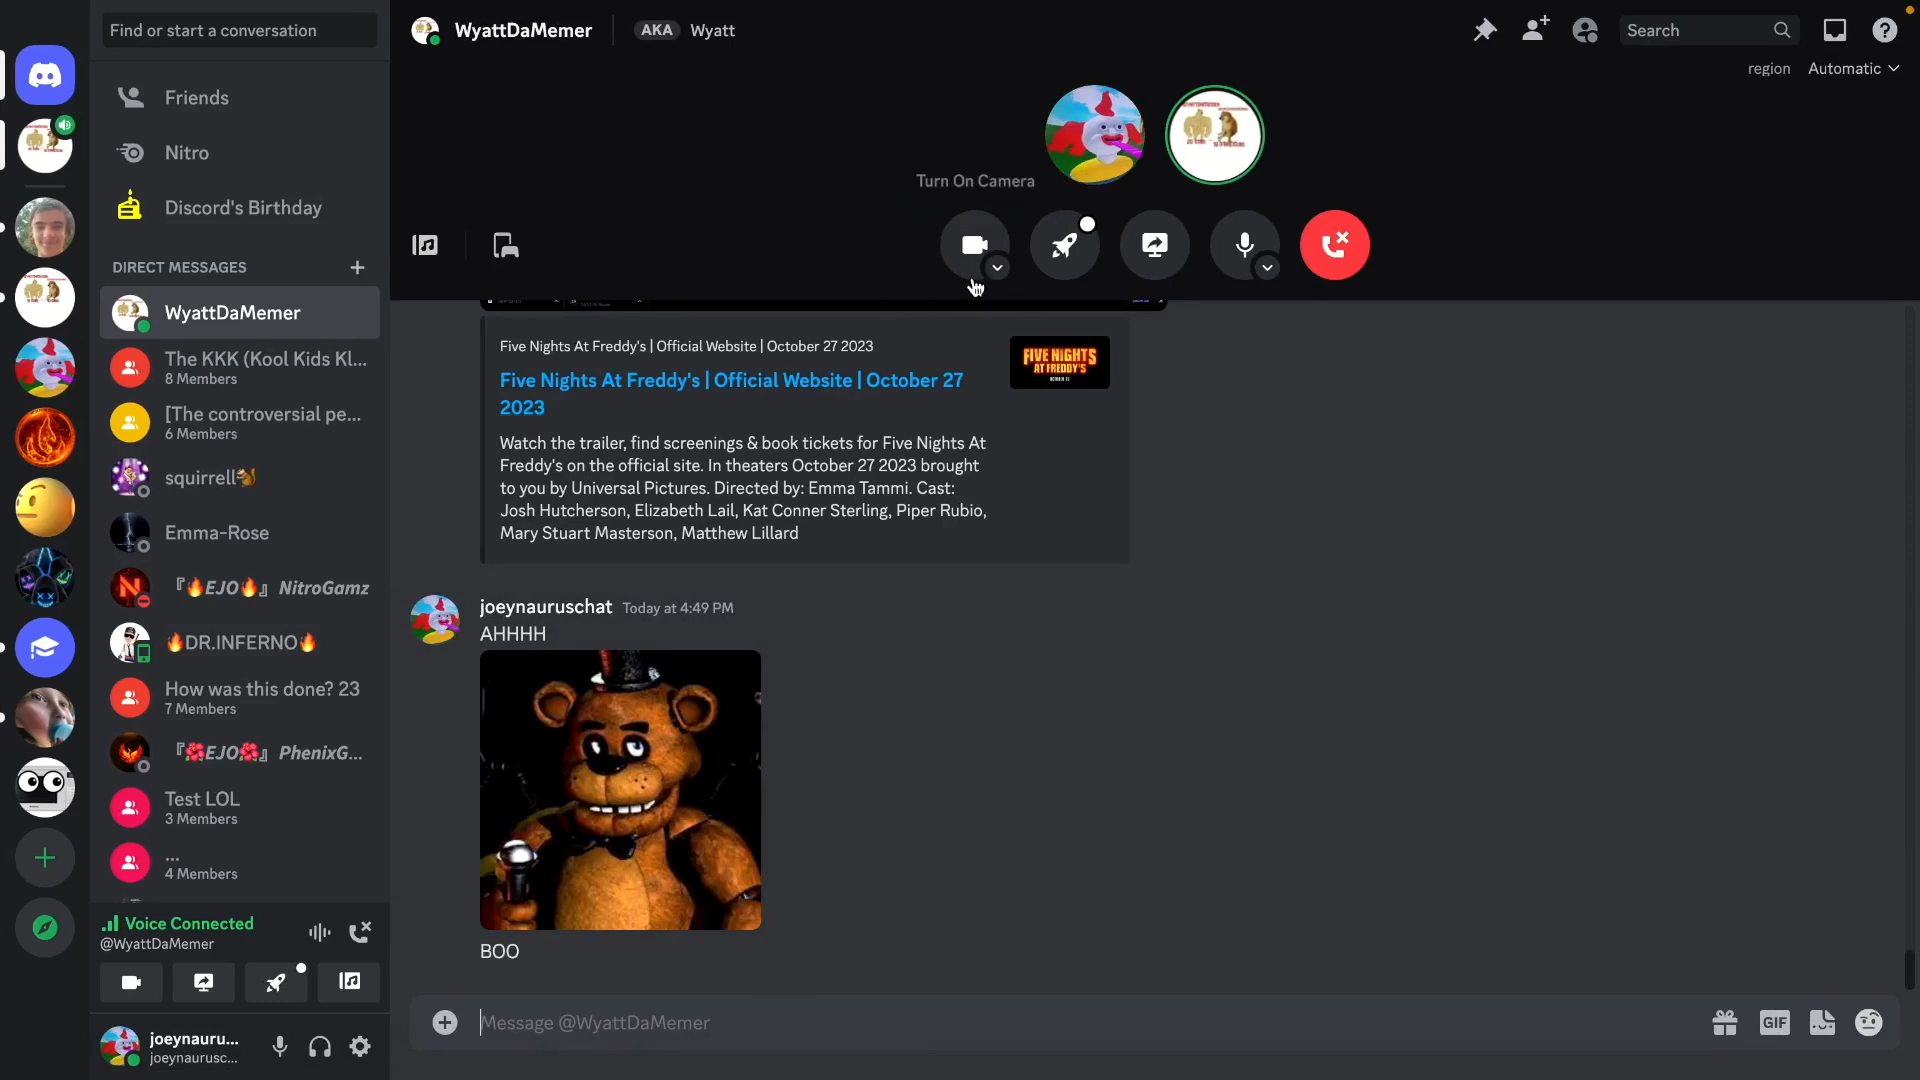 Find or start a conversation
Friends
Nitro
Discord's Birthday
DIRECT MESSAGES
WyattDaMemer
The KKK (Kool Kids Kl...
8 Members
[The controversial pe...
6 Members
squirrell🐿️
Emma-Rose
『🔥EJO🔥』 NitroGamz
🔥DR.INFERNO🔥
How was this done? 23
7 Members
『🌺EJO🌺』 PhenixG...
Test LOL
3 Members
...
4 Members
Voice Connected
@WyattDaMemer
joeynauru...
joeynaurusc...
WyattDaMemer
AKA Wyatt
Search
region Automatic
Turn On Camera
Five Nights At Freddy's | Official Website | October 27 2023
Five Nights At Freddy's | Official Website | October 27
2023
Watch the trailer, find screenings & book tickets for Five Nights At
Freddy's on the official site. In theaters October 27 2023 brought
to you by Universal Pictures. Directed by: Emma Tammi. Cast:
Josh Hutcherson, Elizabeth Lail, Kat Conner Sterling, Piper Rubio,
Mary Stuart Masterson, Matthew Lillard
FIVE NIGHTS
AT FREDDY'S
OCTOBER 27
joeynauruschat Today at 4:49 PM
AHHHH
BOO
Message @WyattDaMemer
GIF